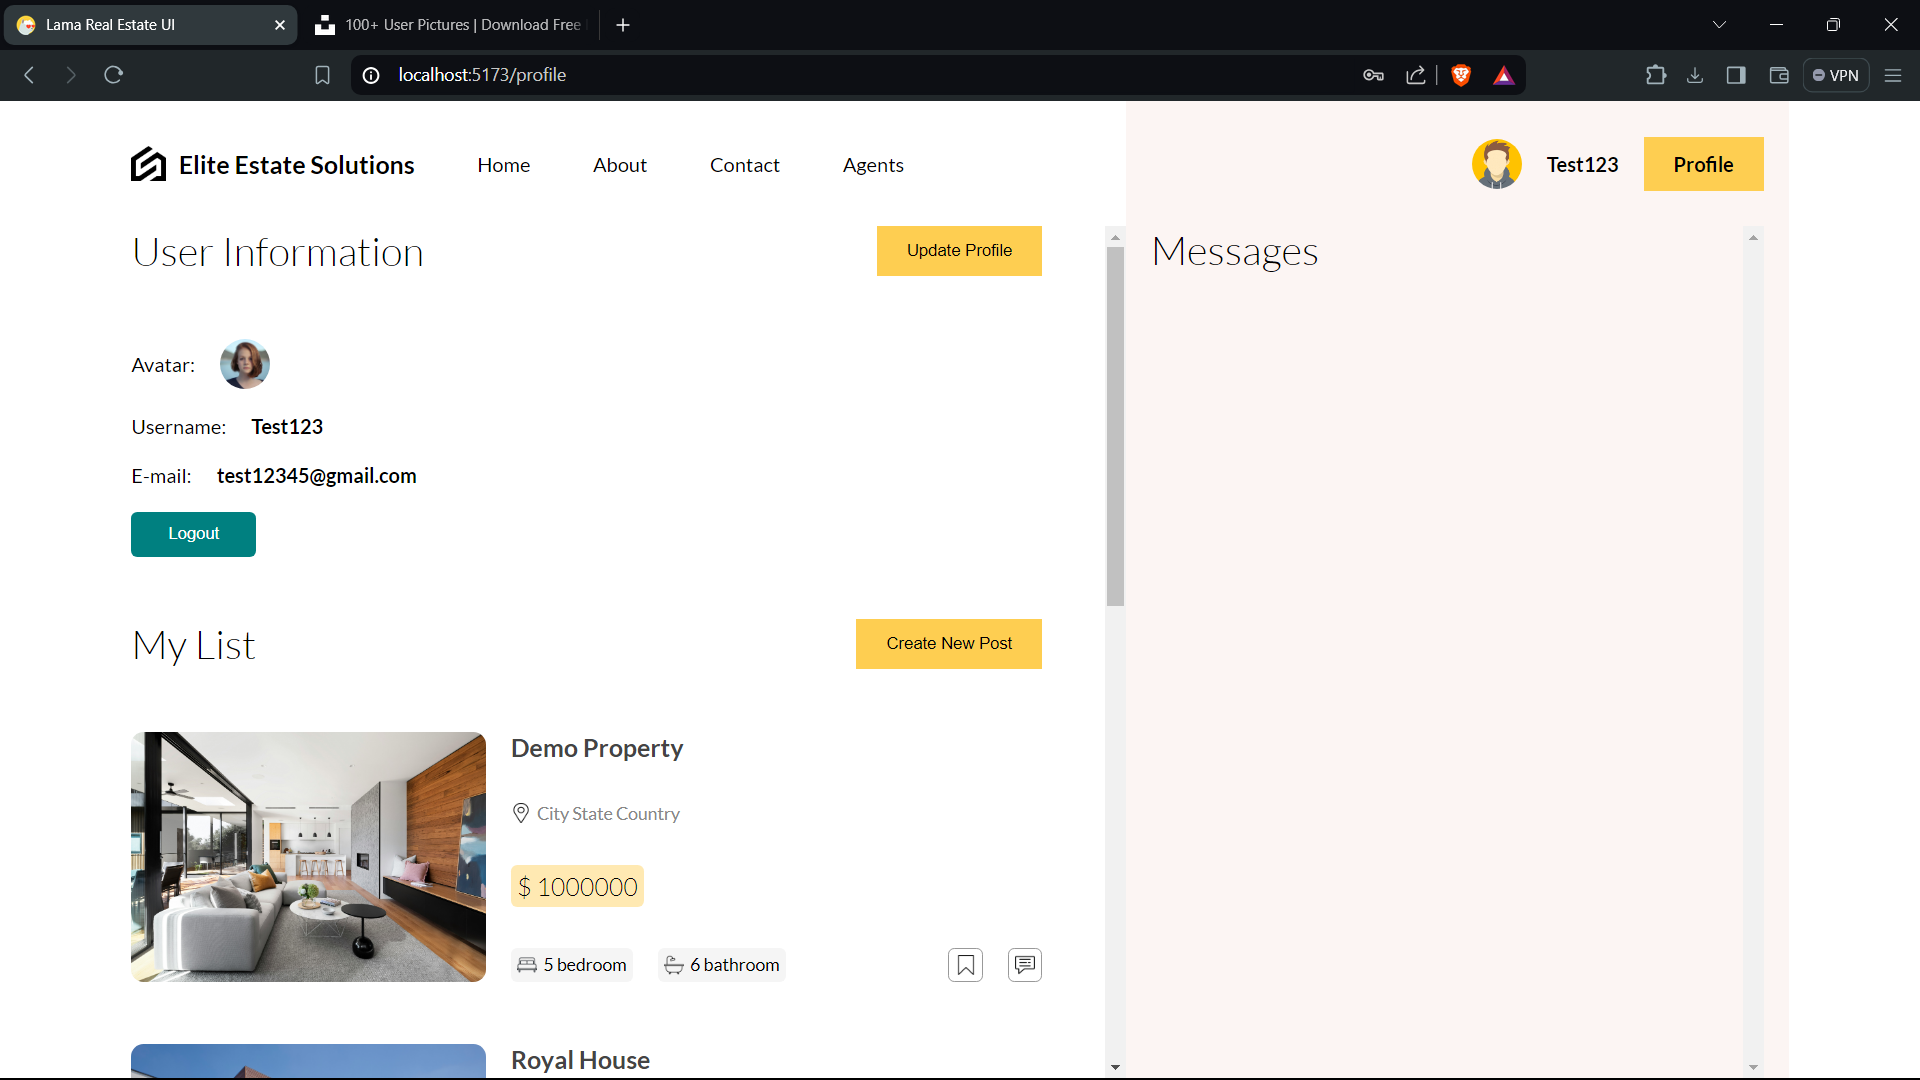 Lama Real Estate UI
100+ User Pictures | Download Free
localhost:5173/profile
VPN
Elite Estate Solutions
Home
About
Contact
Agents
Test123
Profile
User Information
Update Profile
Messages
Avatar:
Username: Test123
E-mail: test12345@gmail.com
Logout
My List
Create New Post
Demo Property
City State Country
$ 1000000
5 bedroom
6 bathroom
Royal House